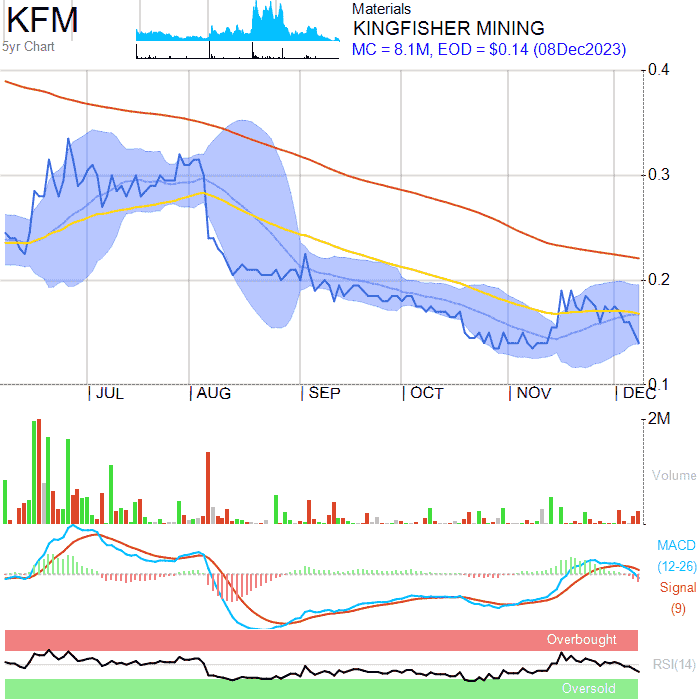 KFM
5yr Chart
Materials
KINGFISHER MINING
MC = 8.1M, EOD = $0.14 (08Dec2023)
0.4
0.3
0.2
0.1
JUL AUG SEP OCT NOV DEC
2M
Volume
MACD
(12-26)
Signal
(9)
Overbought
RSI(14)
Oversold